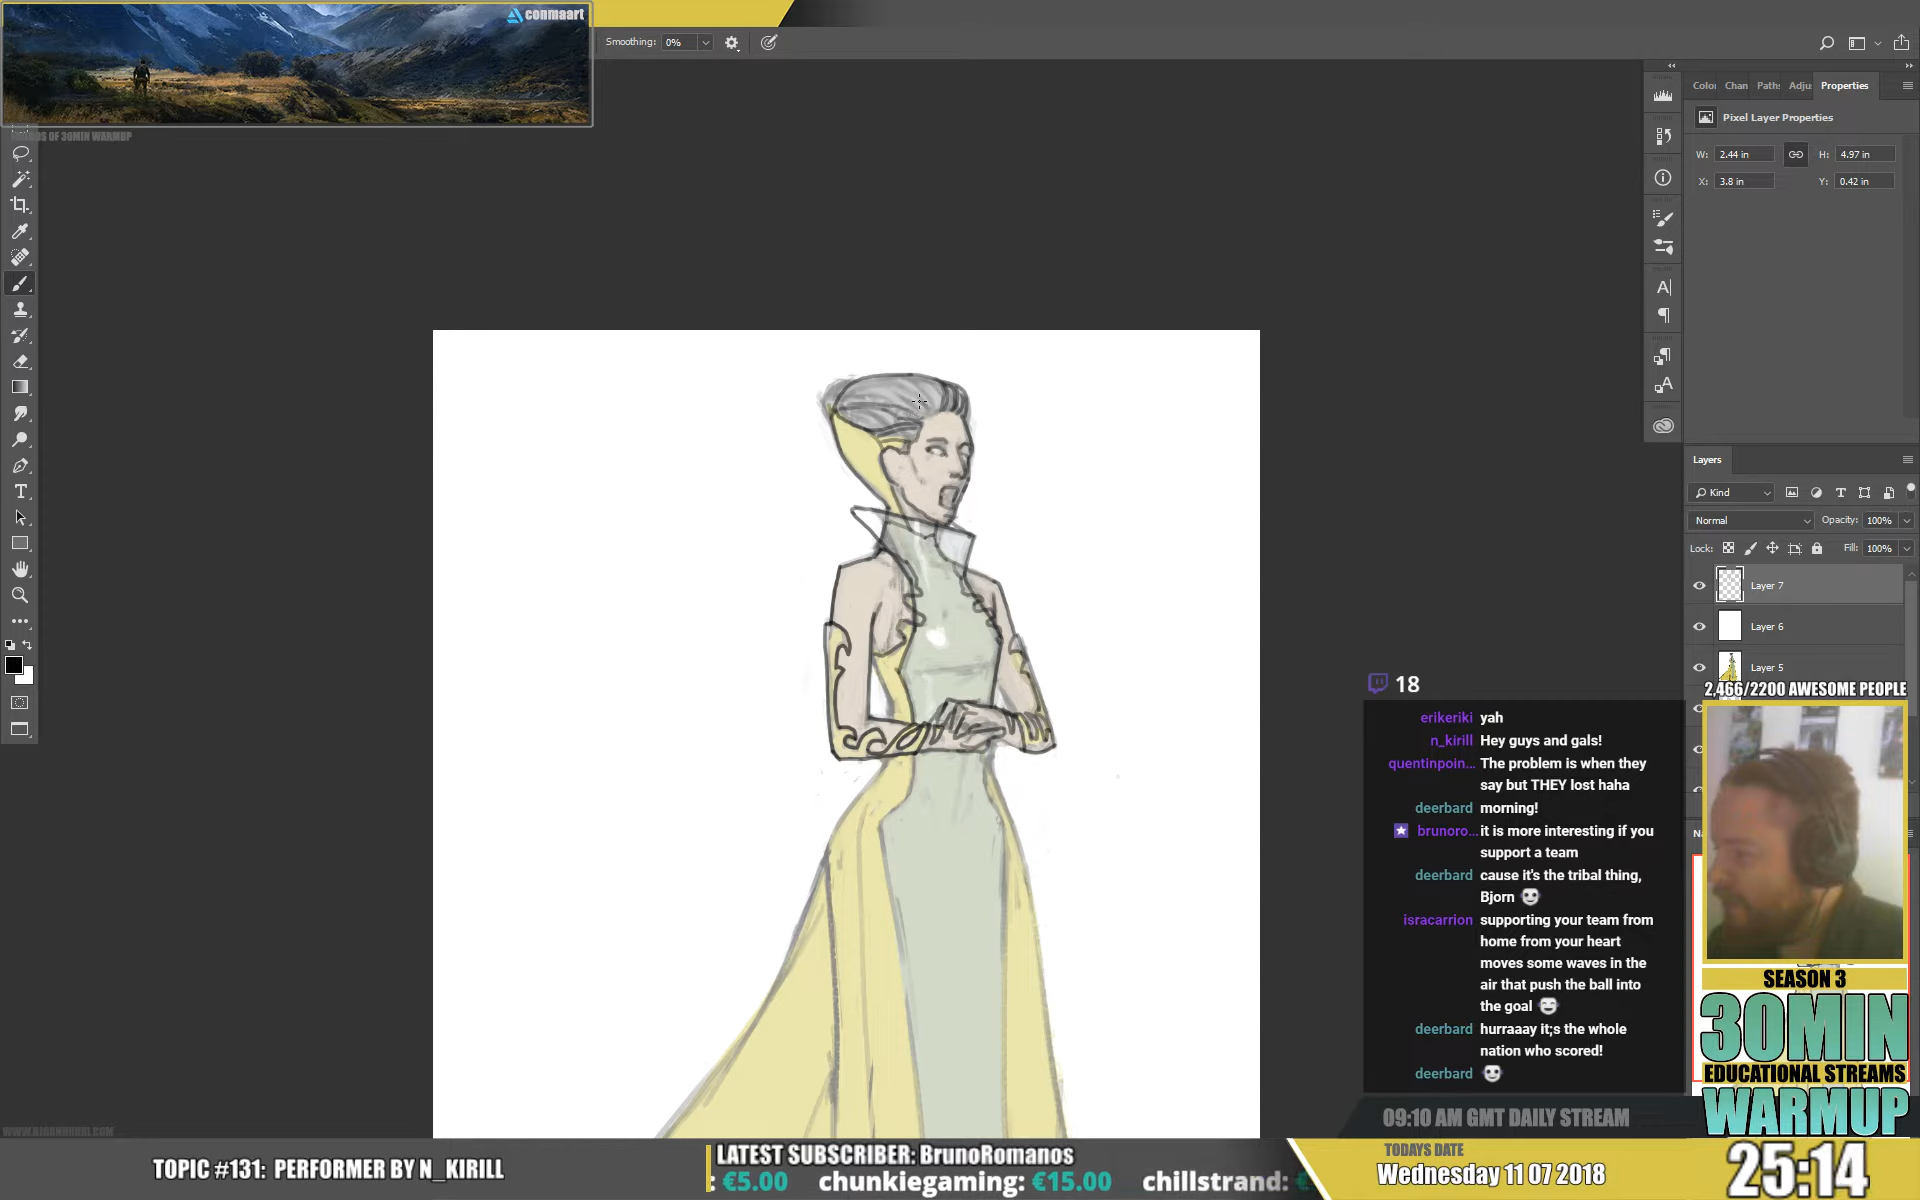 conmaart
Smoothing: 0%
OF 30MIN WARMUP
Color Chan Paths Adju Properties
Pixel Layer Properties
W: 2.44 in H: 4.97 in
X: 3.8 in Y: 0.42 in
Layers
Kind
Normal Opacity: 100%
Lock: Fill: 100%
Layer 7
Layer 6
Layer 5
2,466/2200 AWESOME PEOPLE
18
erikeriki yah
n_kirill Hey guys and gals!
quentinpoin... The problem is when they
say but THEY lost haha
deerbard morning!
brunoro... it is more interesting if you
support a team
deerbard cause it's the tribal thing,
Bjorn
isracarrion supporting your team from
home from your heart
moves some waves in the
air that push the ball into
the goal
deerbard hurraaay it;s the whole
nation who scored!
deerbard
SEASON 3
30MIN
EDUCATIONAL STREAMS
WARMUP
25:14
09:10 AM GMT DAILY STREAM
TODAYS DATE
Wednesday 11 07 2018
WWW.BJORNHURRI.COM
TOPIC #131: PERFORMER BY N_KIRILL
LATEST SUBSCRIBER: BrunoRomanos
: €5.00 chunkiegaming: €15.00 chillstrand: €